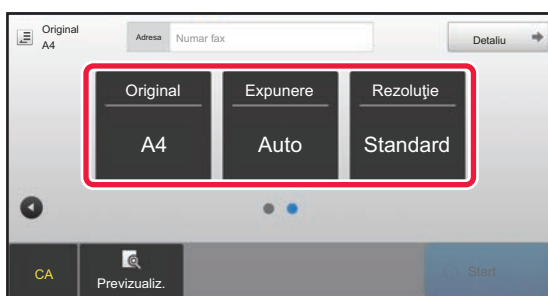 Original
A4
Adresa
Numar fax
Detaliu
Original
Expunere
Rezoluţie
A4
Auto
Standard
CA
Previzualiz.
Start